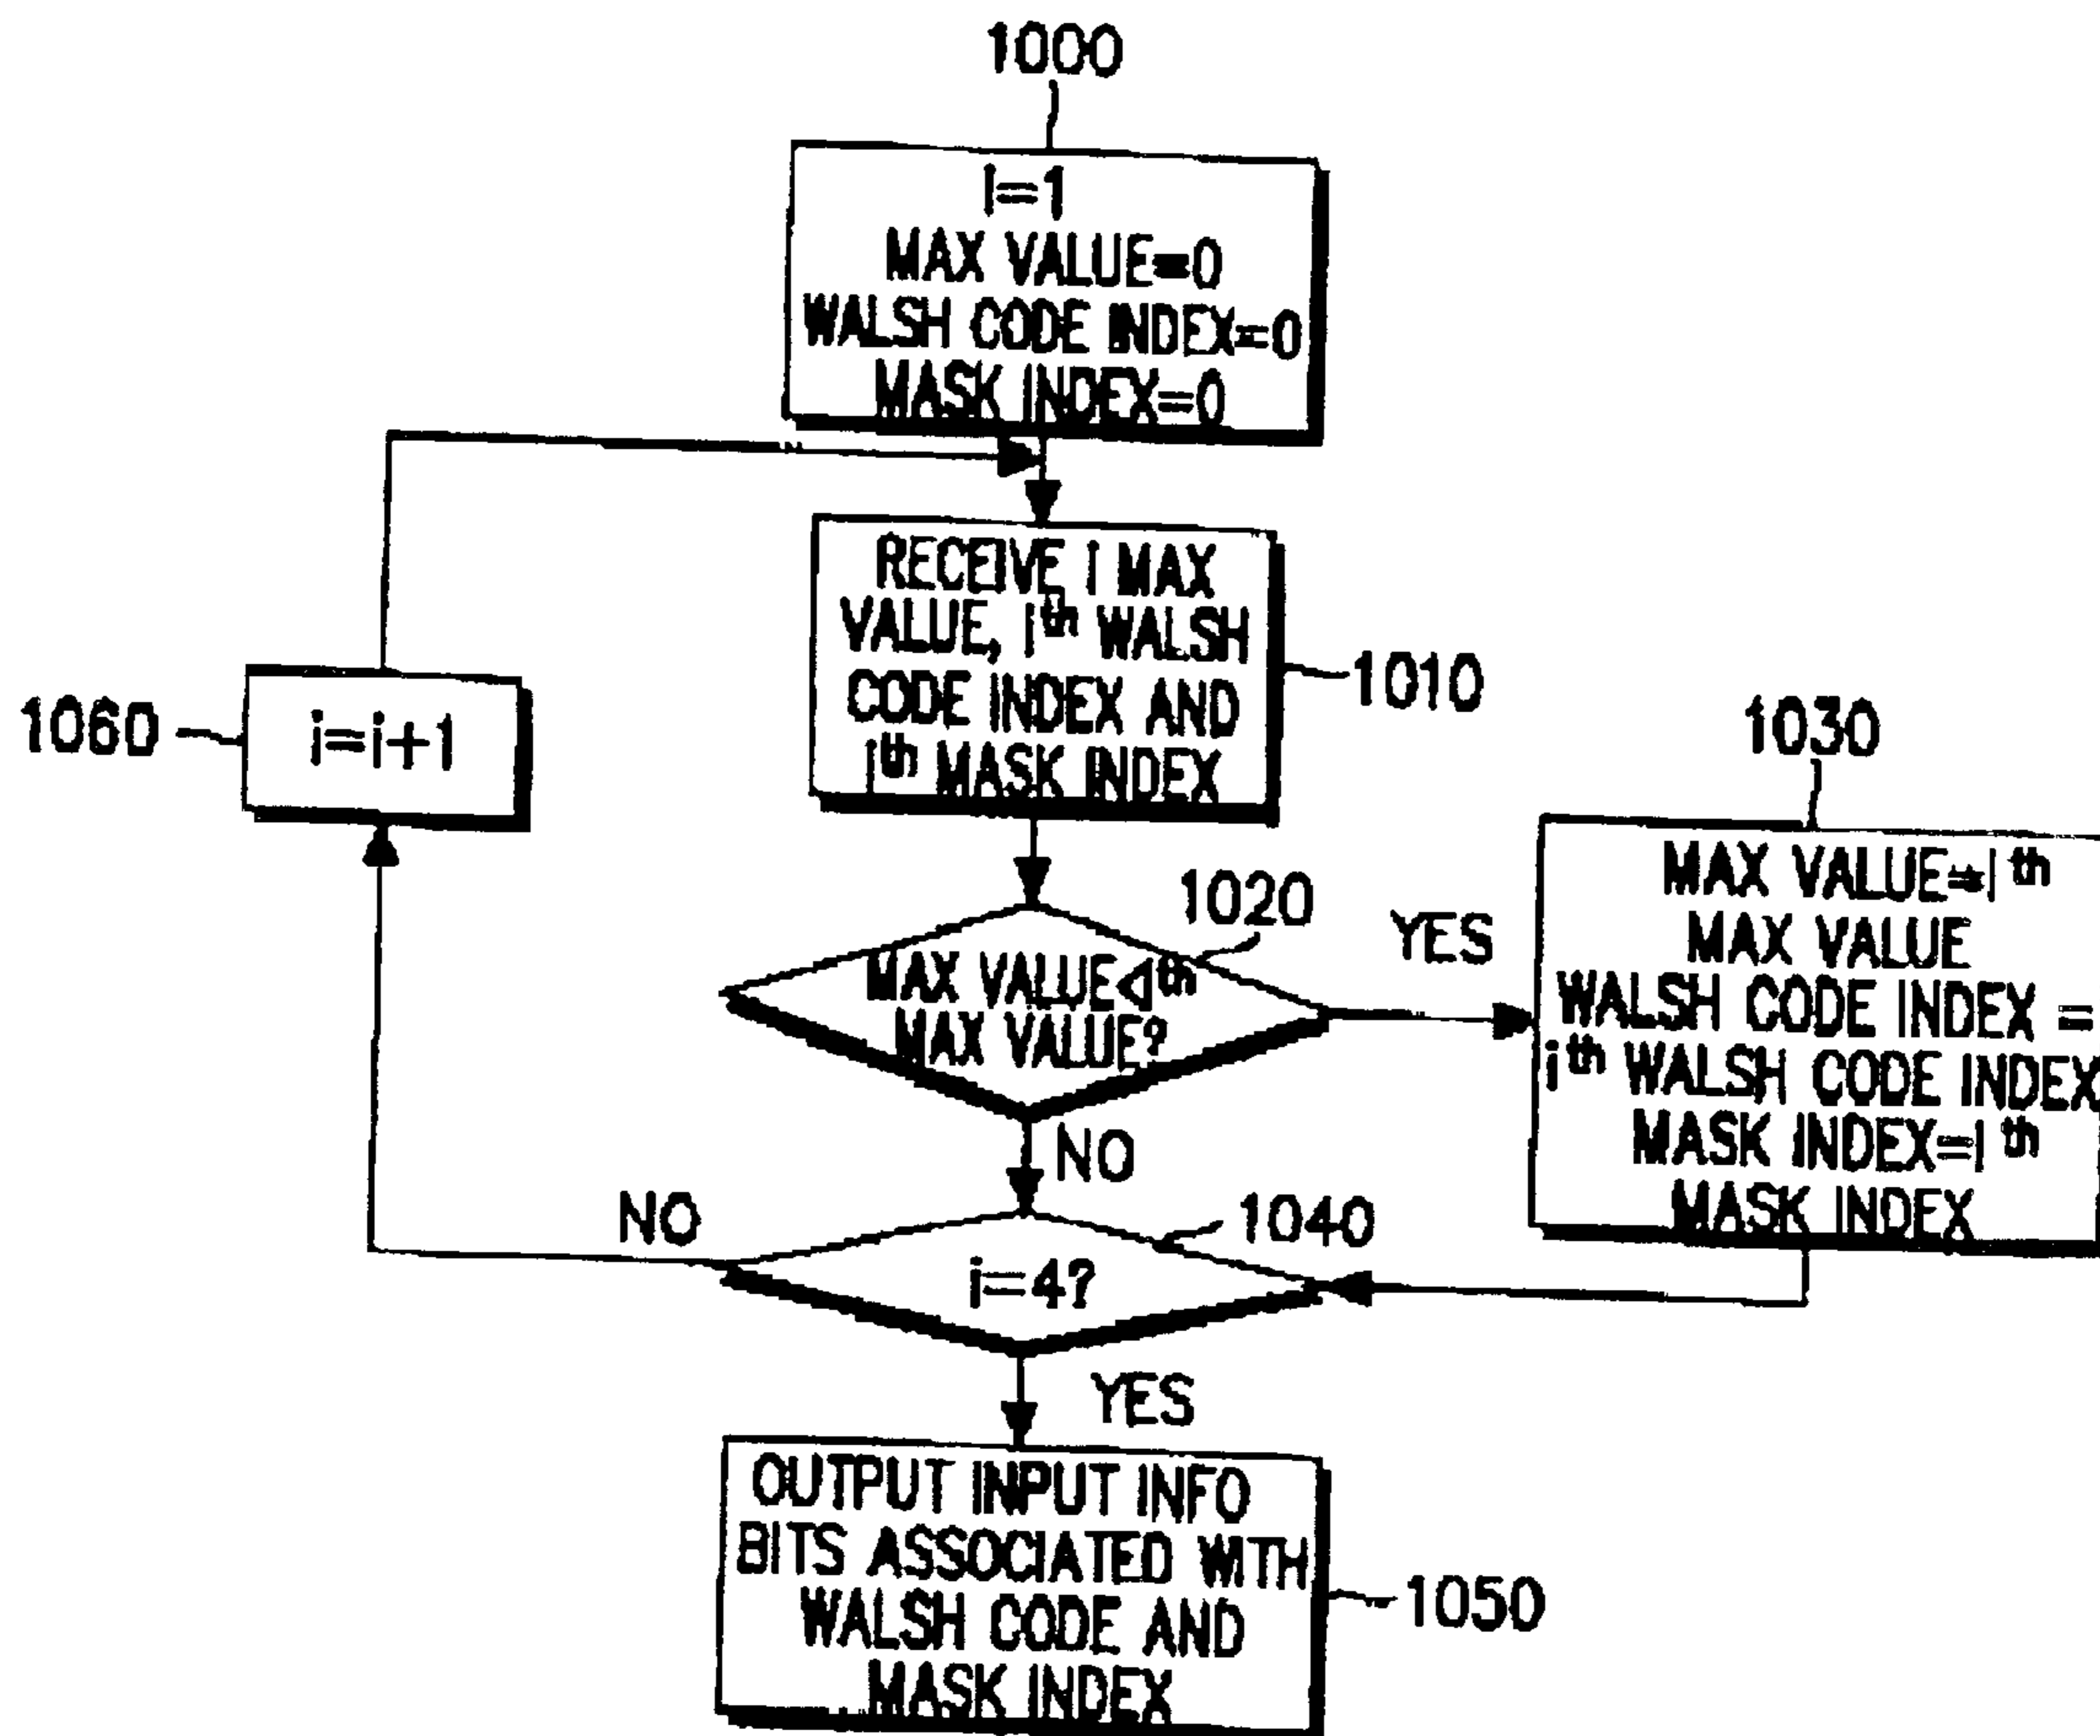 1000
i=1
MAX VALUE=0
WALSH CODE INDEX=0
MASK INDEX=0
RECEIVE i MAX
VALUE, ith WALSH
CODE INDEX AND
ith MASK INDEX
1010
1060
i=i+1
1030
1020
MAX VALUE<ith
MAX VALUE?
YES
MAX VALUE=ith
MAX VALUE
WALSH CODE INDEX =
ith WALSH CODE INDEX
MASK INDEX=ith
MASK INDEX
NO
NO
1040
i=4?
YES
OUTPUT INPUT INFO
BITS ASSOCIATED WITH
WALSH CODE AND
MASK INDEX
1050